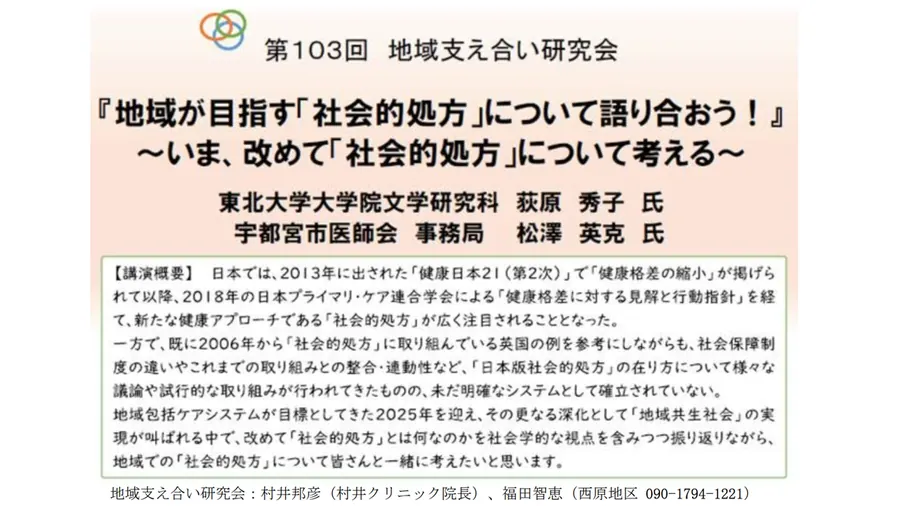 第103回 地域支え合い研究会
『地域が目指す「社会的処方」について語り合おう！』
～いま、改めて「社会的処方」について考える～
東北大学大学院文学研究科 荻原 秀子 氏
宇都宮市医師会 事務局 松澤 英克 氏
【講演概要】 日本では、2013年に出された「健康日本21（第2次）」で「健康格差の縮小」が掲げら
れて以降、2018年の日本プライマリ・ケア連合学会による「健康格差に対する見解と行動指針」を経
て、新たな健康アプローチである「社会的処方」が広く注目されることとなった。
一方で、既に2006年から「社会的処方」に取り組んでいる英国の例を参考にしながらも、社会保障制
度の違いやこれまでの取り組みとの整合・連動性など、「日本版社会的処方」の在り方について様々な
議論や試行的な取り組みが行われてきたものの、未だ明確なシステムとして確立されていない。
地域包括ケアシステムが目標としてきた2025年を迎え、その更なる深化として「地域共生社会」の実
現が叫ばれる中で、改めて「社会的処方」とは何なのかを社会学的な視点を含みつつ振り返りながら、
地域での「社会的処方」について皆さんと一緒に考えたいと思います。
地域支え合い研究会：村井邦彦（村井クリニック院長）、福田智恵（西原地区 090-1794-1221）